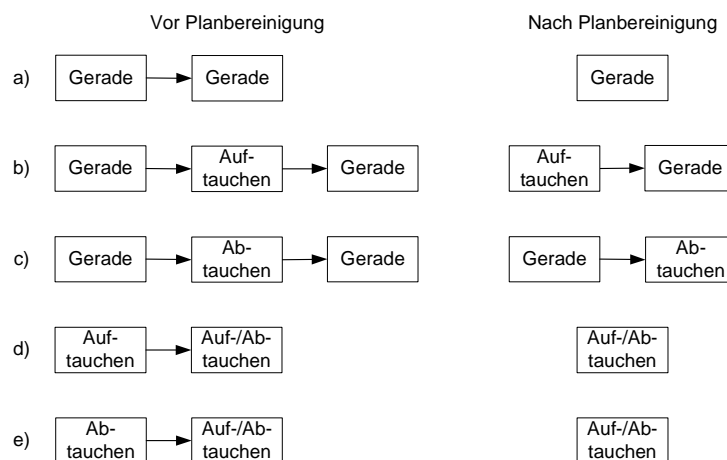 Vor Planbereinigung
Nach Planbereinigung
a)
Gerade
Gerade
Gerade
b)
Gerade
Auf-
tauchen
Gerade
Auf-
tauchen
Gerade
c)
Gerade
Ab-
tauchen
Gerade
Gerade
Ab-
tauchen
d)
Auf-
tauchen
Auf-/Ab-
tauchen
Auf-/Ab-
tauchen
e)
Ab-
tauchen
Auf-/Ab-
tauchen
Auf-/Ab-
tauchen